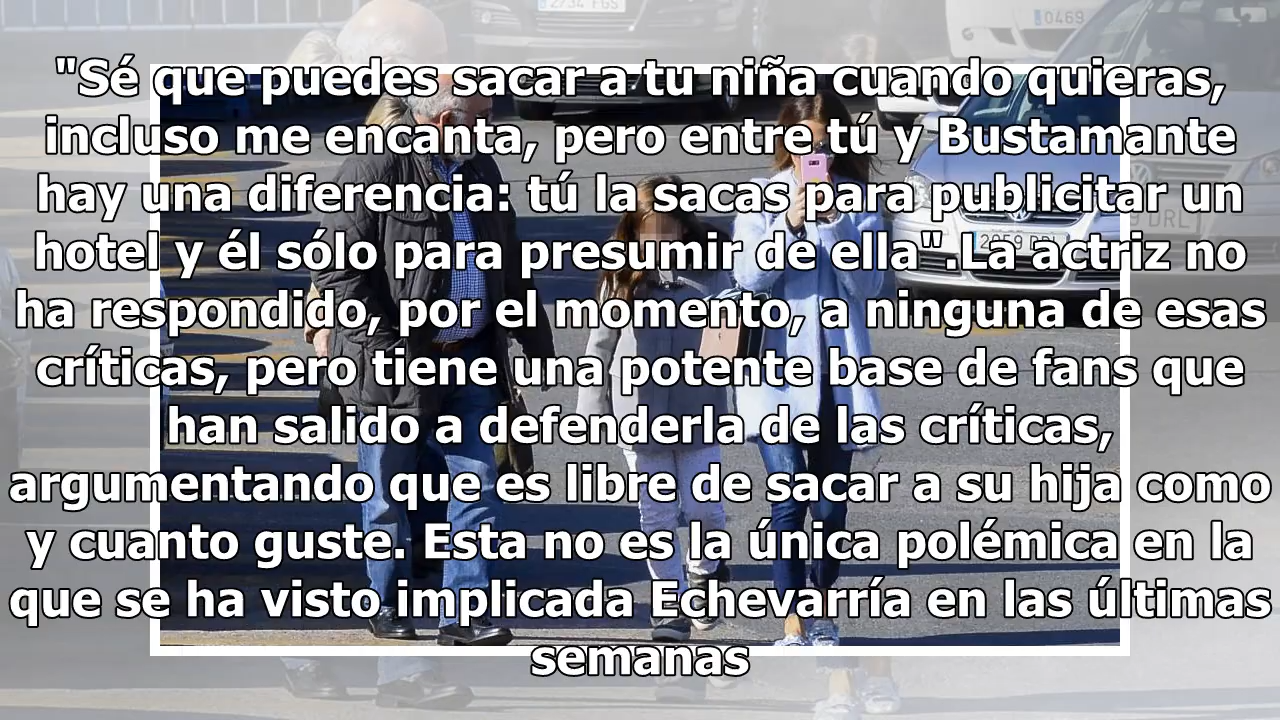 2734 FGS
0469
"Sé que puedes sacar a tu niña cuando quieras,
incluso me encanta, pero entre tú y Bustamante
hay una diferencia: tú la sacas para publicitar un
hotel y él sólo para presumir de ella".La actriz no
ha respondido, por el momento, a ninguna de esas
críticas, pero tiene una potente base de fans que
han salido a defenderla de las críticas,
argumentando que es libre de sacar a su hija como
y cuanto guste. Esta no es la única polémica en la
que se ha visto implicada Echevarría en las últimas
semanas